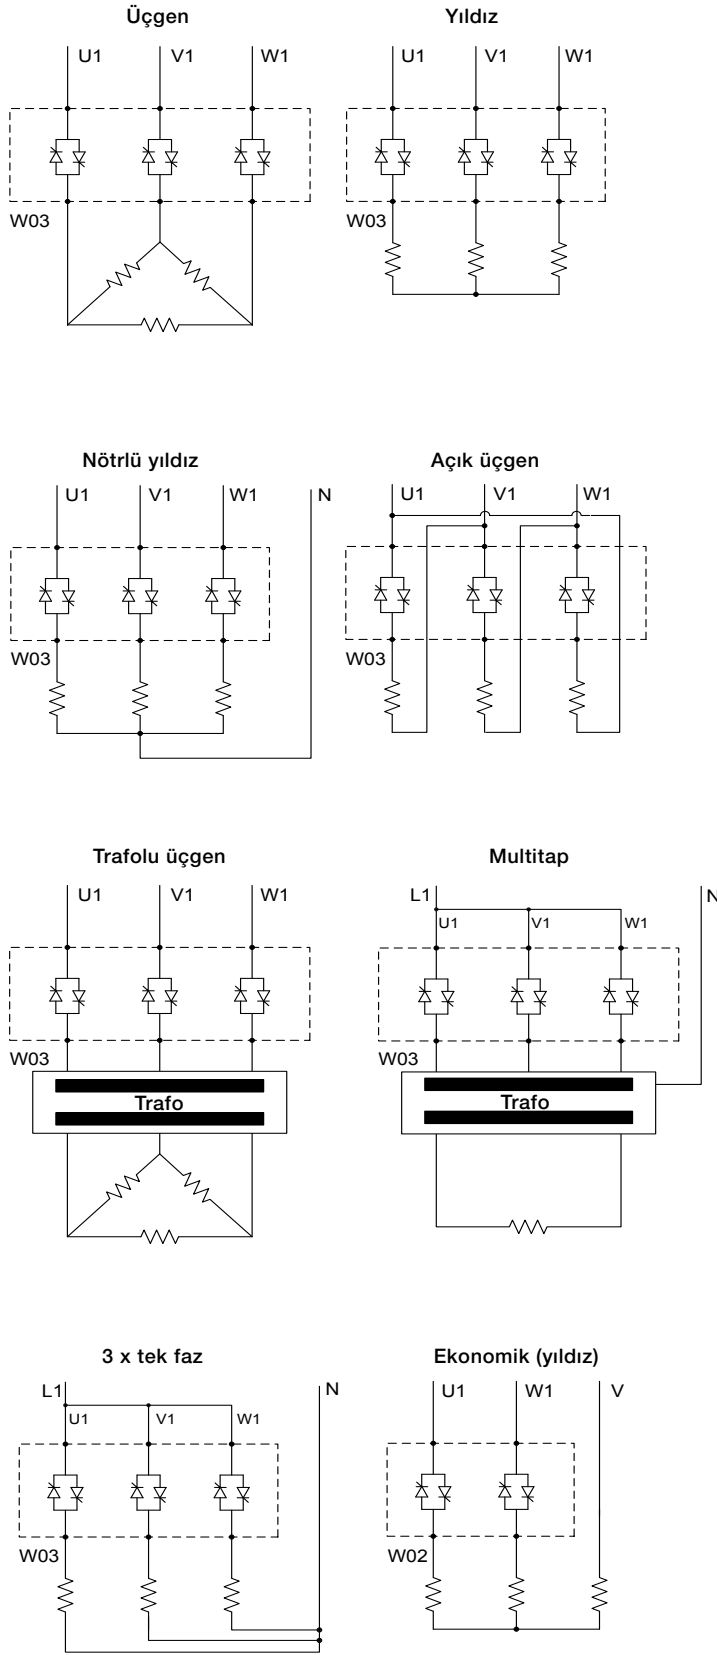 Üçgen
U1 V1 W1
W03
Yıldız
U1 V1 W1
W03
Nötrlü yıldız
U1 V1 W1 N
W03
Açık üçgen
U1 V1 W1
W03
Trafolu üçgen
U1 V1 W1
W03
Trafo
Multitap
L1 N
U1 V1 W1
W03
Trafo
3 x tek faz
L1 N
U1 V1 W1
W03
Ekonomik (yıldız)
U1 W1 V
W02